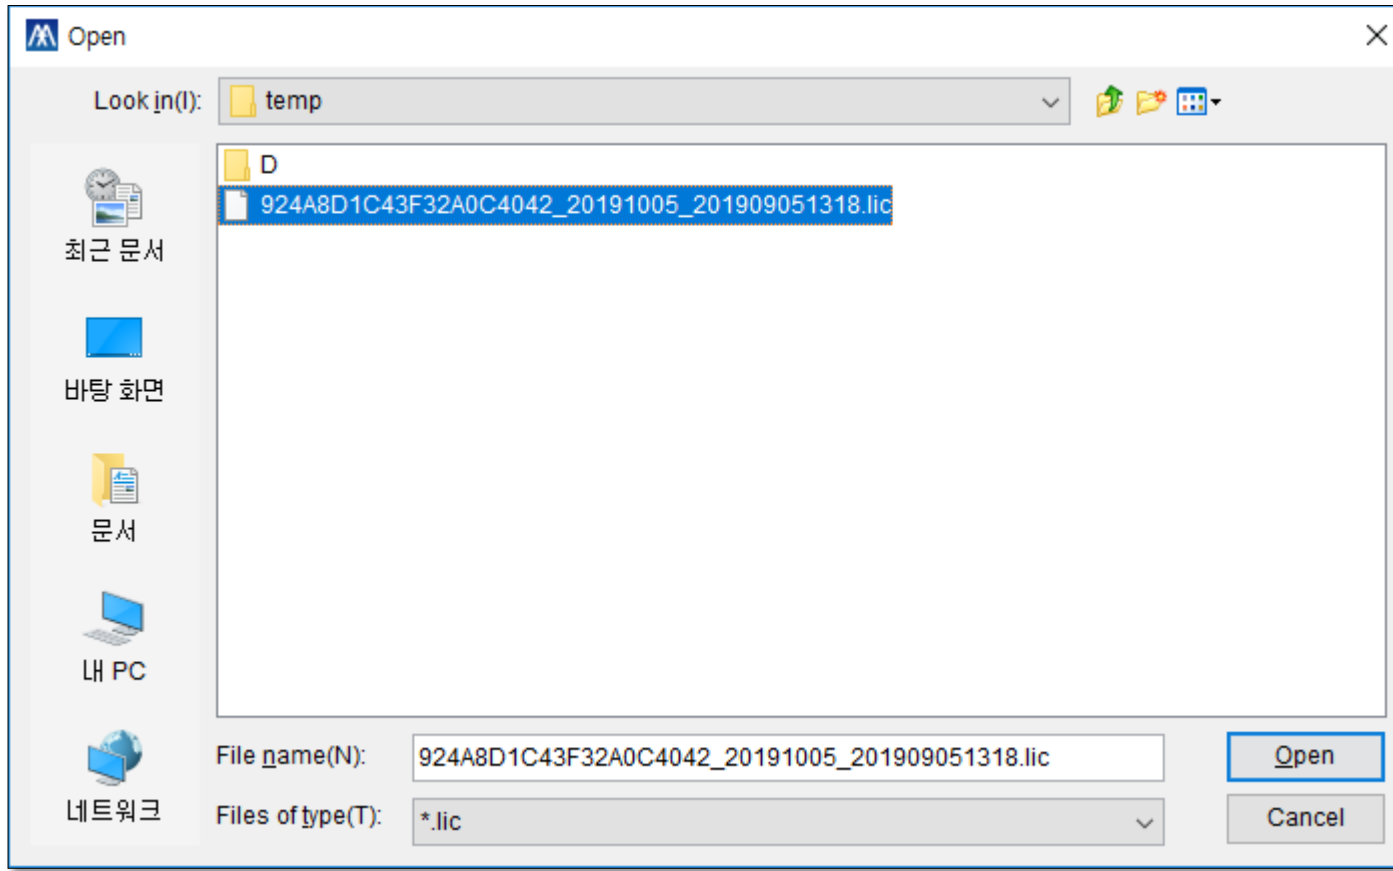 Open
Look in(I): temp
D
924A8D1C43F32A0C4042_20191005_201909051318.lic
최근 문서
바탕 화면
문서
내 PC
네트워크
File name(N): 924A8D1C43F32A0C4042_20191005_201909051318.lic Open
Files of type(T): *.lic Cancel